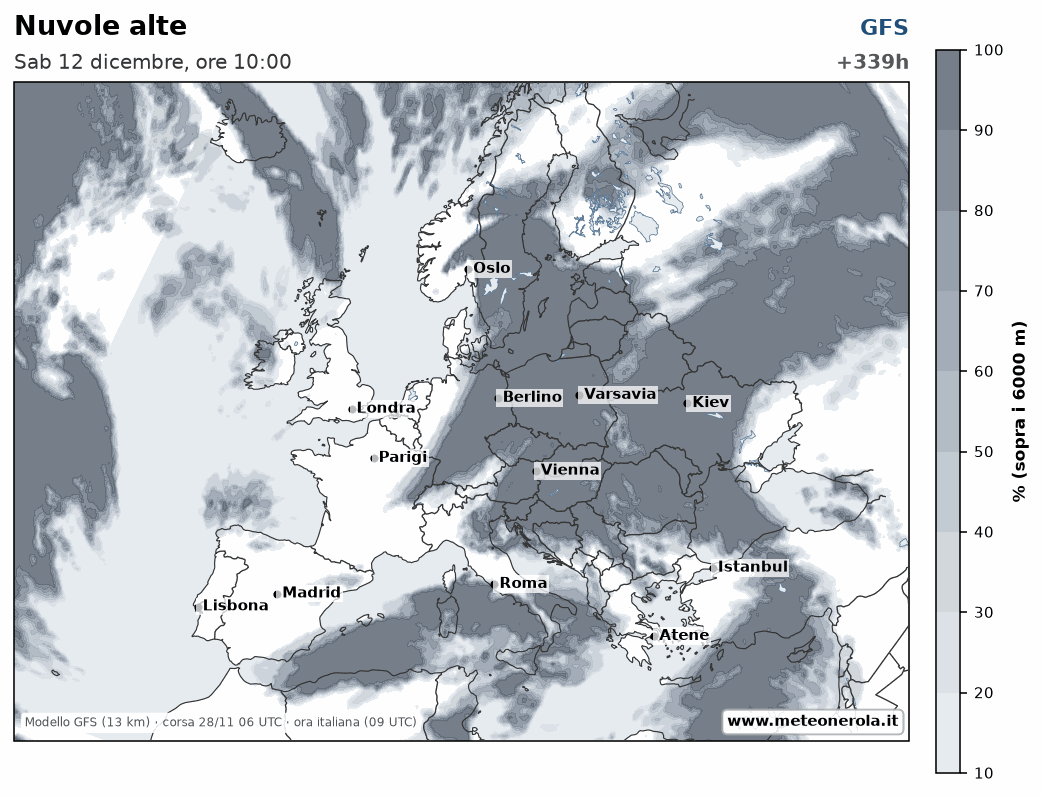 Nuvole alte
GFS
Sab 12 dicembre, ore 10:00
+339h
100
90
80
70
60
50
40
30
20
10
% (sopra i 6000 m)
Oslo
Londra
Berlino
Varsavia
Kiev
Parigi
Vienna
Istanbul
Roma
Madrid
Lisbona
Atene
Modello GFS (13 km) · corsa 28/11 06 UTC · ora italiana (09 UTC)
www.meteonerola.it